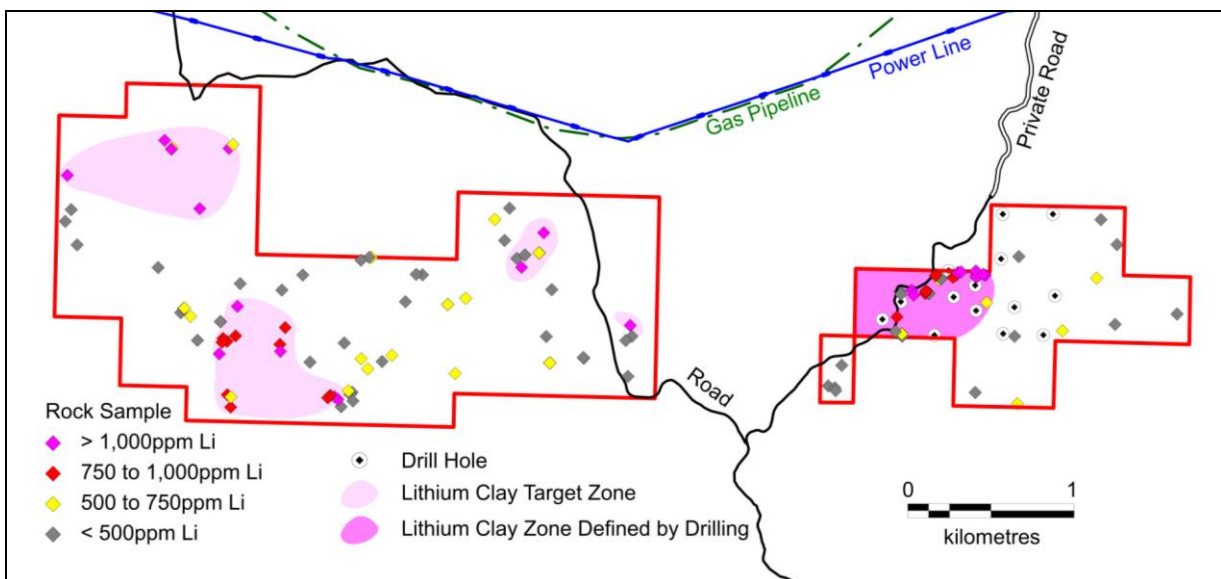 Power Line
Gas Pipeline
Private Road
Road
Rock Sample
> 1,000ppm Li
750 to 1,000ppm Li
500 to 750ppm Li
< 500ppm Li
Drill Hole
Lithium Clay Target Zone
Lithium Clay Zone Defined by Drilling
0 1
kilometres